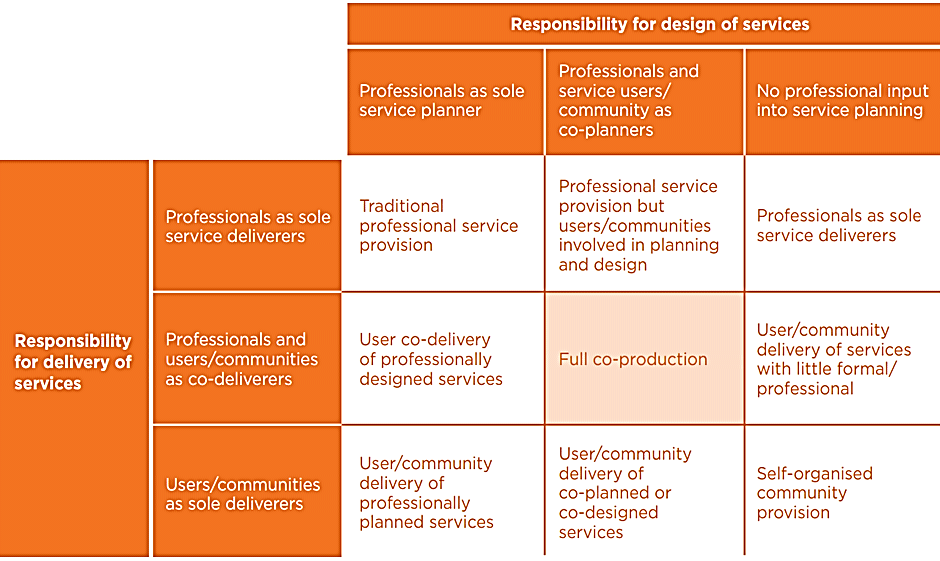 Responsibility for design of services
Professionals as sole
service planner
Professionals and
service users/
community as
co-planners
No professional input
into service planning
Responsibility
for delivery of
services
Professionals as sole
service deliverers
Traditional
professional service
provision
Professional service
provision but
users/communities
involved in planning
and design
Professionals as sole
service deliverers
Professionals and
users/communities
as co-deliverers
User co-delivery
of professionally
designed services
Full co-production
User/community
delivery of services
with little formal/
professional
Users/communities
as sole deliverers
User/community
delivery of
professionally
planned services
User/community
delivery of
co-planned or
co-designed
services
Self-organised
community
provision